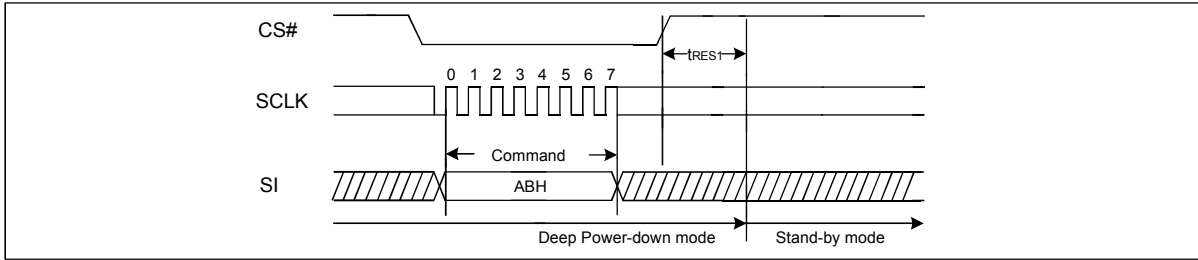 CS#
tRES1
0 1 2 3 4 5 6 7
SCLK
Command
SI
ABH
Deep Power-down mode
Stand-by mode